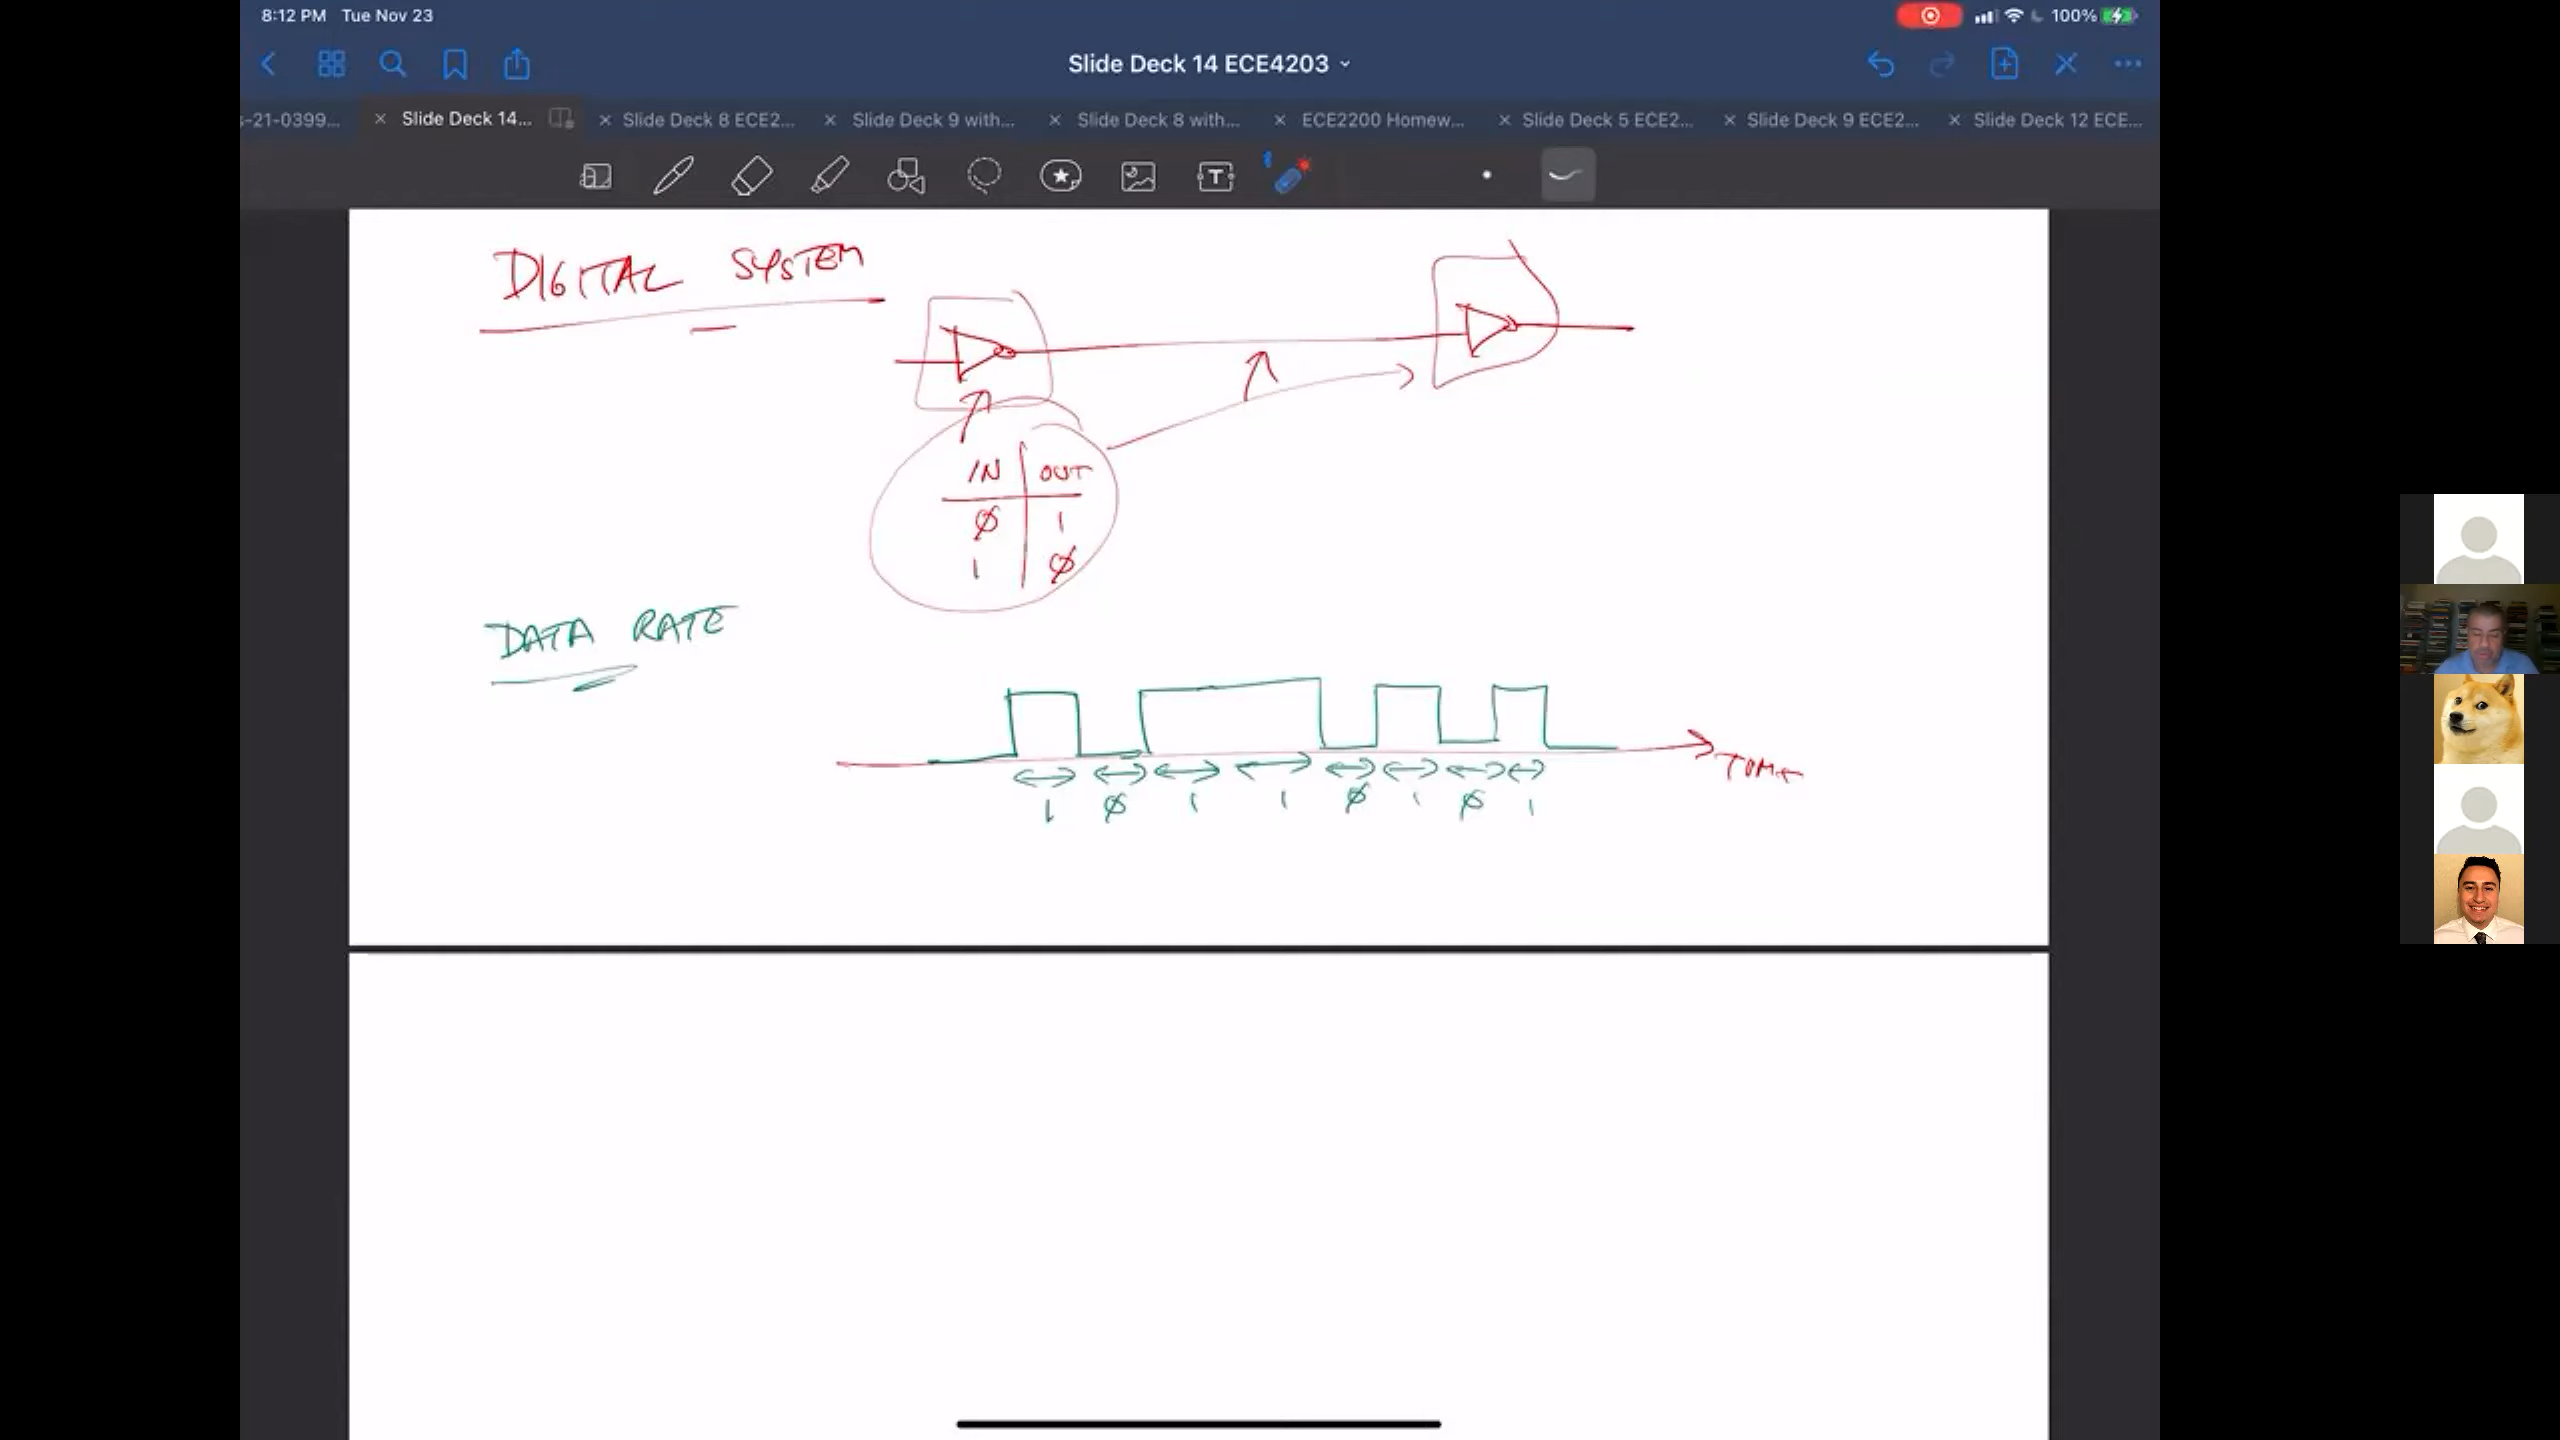 8:12 PM Tue Nov 23 100%
Slide Deck 14 ECE4203
s-21-0399... Slide Deck 14... Slide Deck 8 ECE2... Slide Deck 9 with... Slide Deck 8 with... ECE2200 Homew... Slide Deck 5 ECE2... Slide Deck 9 ECE2... Slide Deck 12 ECE...
DIGITAL SYSTEM
IN OUT
Ø 1
1 Ø
DATA RATE
1 Ø 1 1 Ø 1 Ø 1